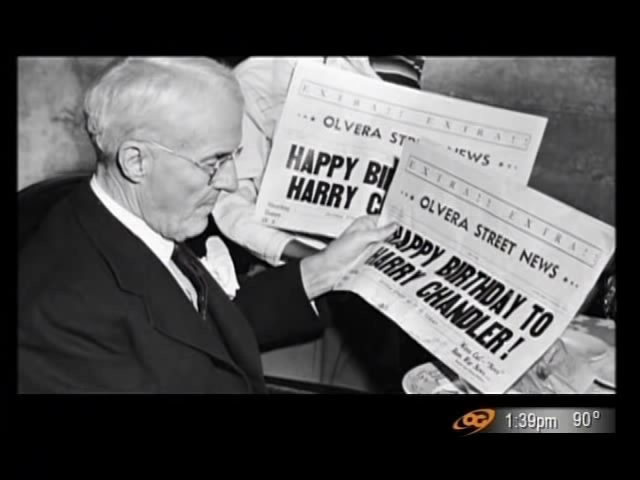 EXTRA!! EXTRA!!
OLVERA STR NEWS
HAPPY BI
HARRY C
EXTRA!! EXTRA!!
OLVERA STREET NEWS
HAPPY BIRTHDAY TO
HARRY CHANDLER!
1:39pm 90°